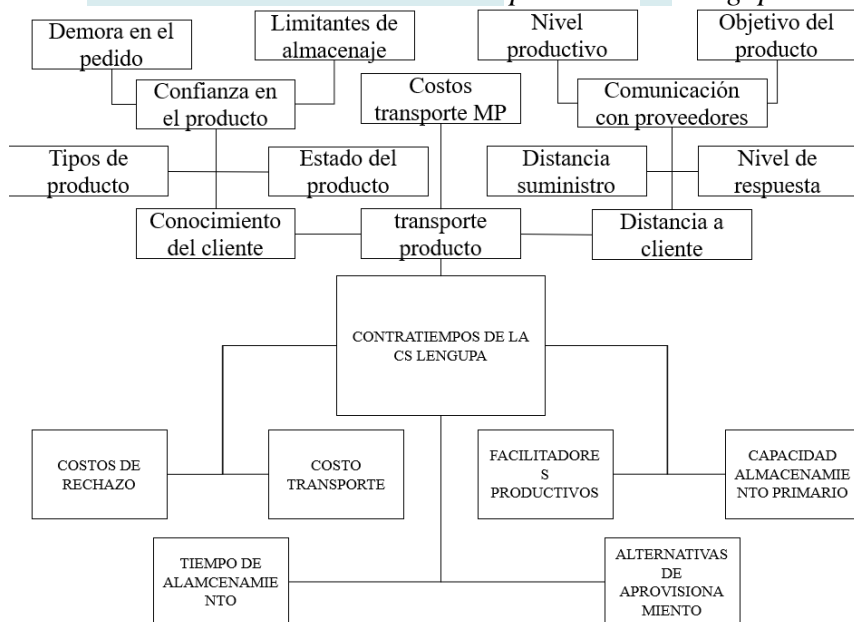 Demora en el
pedido
Limitantes de
almacenaje
Nivel
productivo
Objetivo del
producto
Confianza en
el producto
Costos
transporte MP
Comunicación
con proveedores
Tipos de
producto
Estado del
producto
Distancia
suministro
Nivel de
respuesta
Conocimiento
del cliente
transporte
producto
Distancia a
cliente
CONTRATIEMPOS DE LA
CS LENGUPA
COSTOS DE
RECHAZO
COSTO
TRANSPORTE
FACILITADORE
S
PRODUCTIVOS
CAPACIDAD
ALMACENAMIE
NTO PRIMARIO
TIEMPO DE
ALAMCENAMIE
NTO
ALTERNATIVAS
DE
APROVISIONA
MIENTO